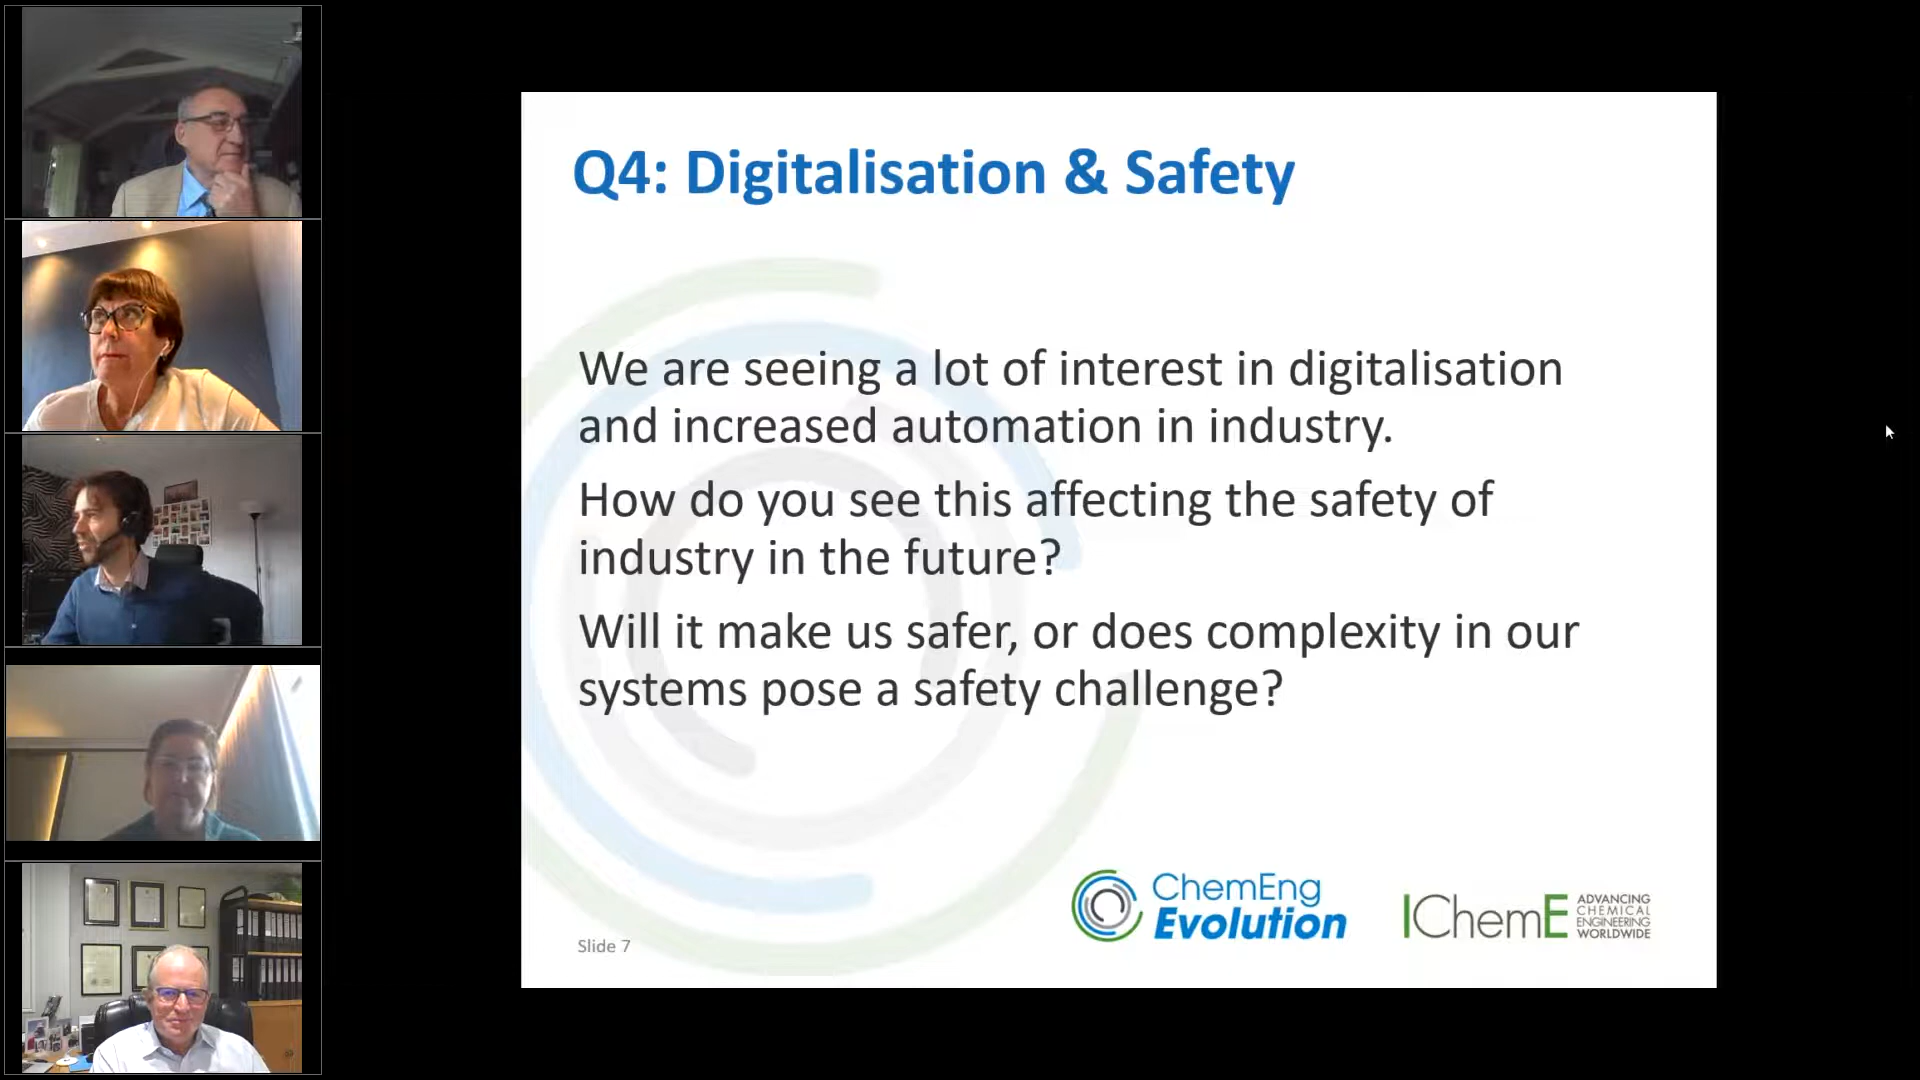 Q4: Digitalisation & Safety
We are seeing a lot of interest in digitalisation
and increased automation in industry.
How do you see this affecting the safety of
industry in the future?
Will it make us safer, or does complexity in our
systems pose a safety challenge?
Slide 7
ChemEng
Evolution
IChemE
ADVANCING
CHEMICAL
ENGINEERING
WORLDWIDE